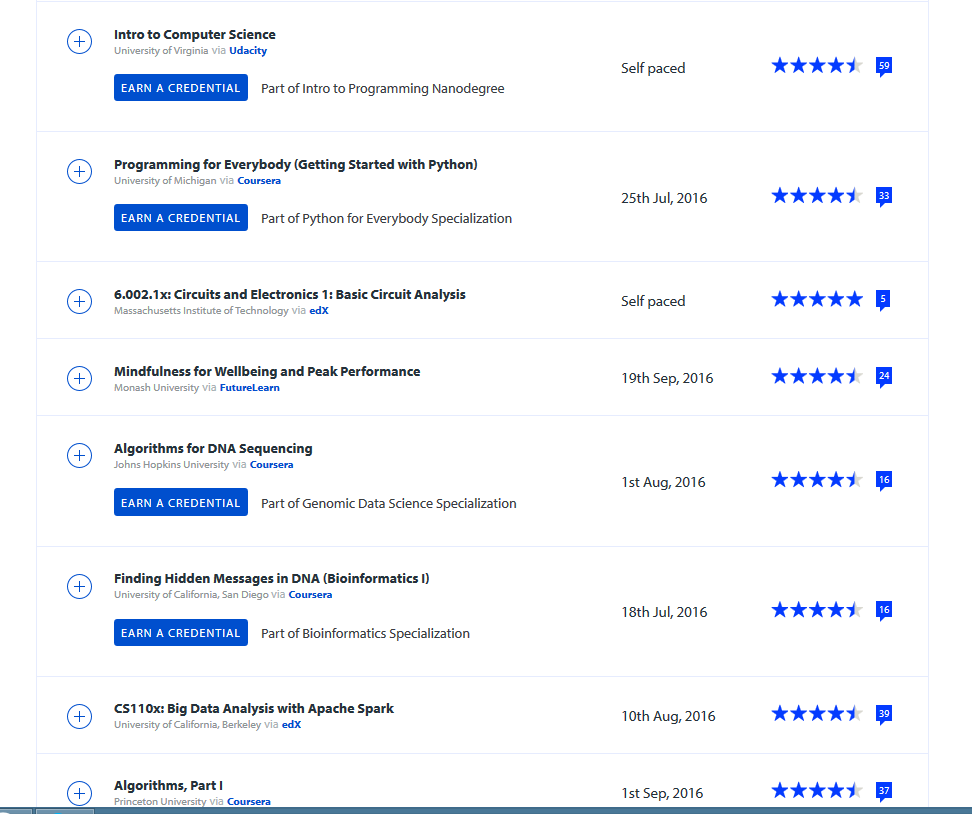 Intro to Computer Science
University of Virginia via Udacity
Self paced
59
EARN A CREDENTIAL Part of Intro to Programming Nanodegree
Programming for Everybody (Getting Started with Python)
University of Michigan via Coursera
25th Jul, 2016
33
EARN A CREDENTIAL Part of Python for Everybody Specialization
6.002.1x: Circuits and Electronics 1: Basic Circuit Analysis
Massachusetts Institute of Technology via edX
Self paced
5
Mindfulness for Wellbeing and Peak Performance
Monash University via FutureLearn
19th Sep, 2016
24
Algorithms for DNA Sequencing
Johns Hopkins University via Coursera
1st Aug, 2016
16
EARN A CREDENTIAL Part of Genomic Data Science Specialization
Finding Hidden Messages in DNA (Bioinformatics I)
University of California, San Diego via Coursera
18th Jul, 2016
16
EARN A CREDENTIAL Part of Bioinformatics Specialization
CS110x: Big Data Analysis with Apache Spark
University of California, Berkeley via edX
10th Aug, 2016
39
Algorithms, Part I
Princeton University via Coursera
1st Sep, 2016
37